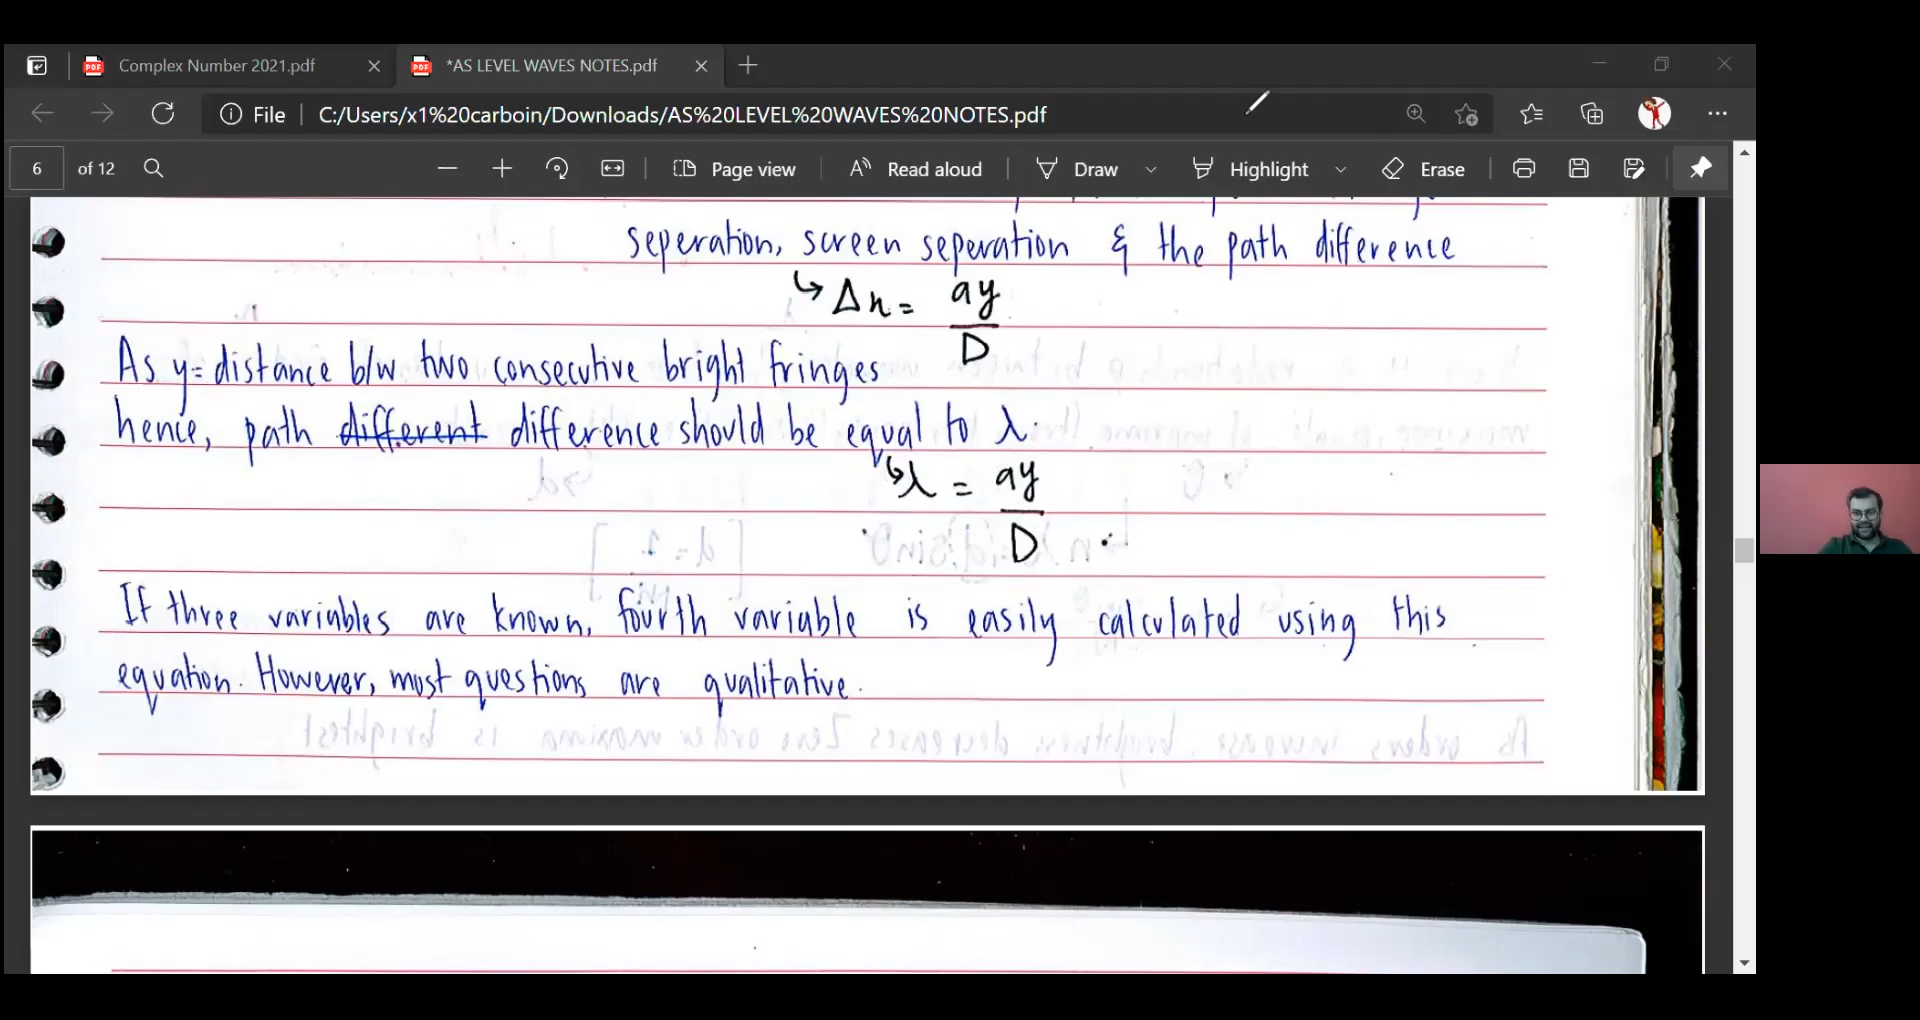 Complex Number 2021.pdf
*AS LEVEL WAVES NOTES.pdf
File
C:/Users/x1%20carboin/Downloads/AS%20LEVEL%20WAVES%20NOTES.pdf
6 of 12
Page view
Read aloud
Draw
Highlight
Erase
seperation, screen seperation & the path difference
↳ Δx = ay
D
As y = distance b/w two consecutive bright fringes
hence, path different difference should be equal to λ.
↳ λ = ay
D
If three variables are known, fourth variable is easily calculated using this
equation. However, most questions are qualitative.